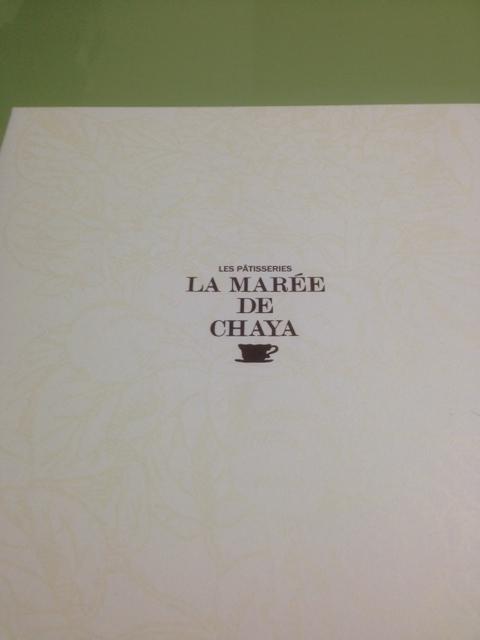 LES PÂTISSERIES
LA MARÉE
DE
CHAYA